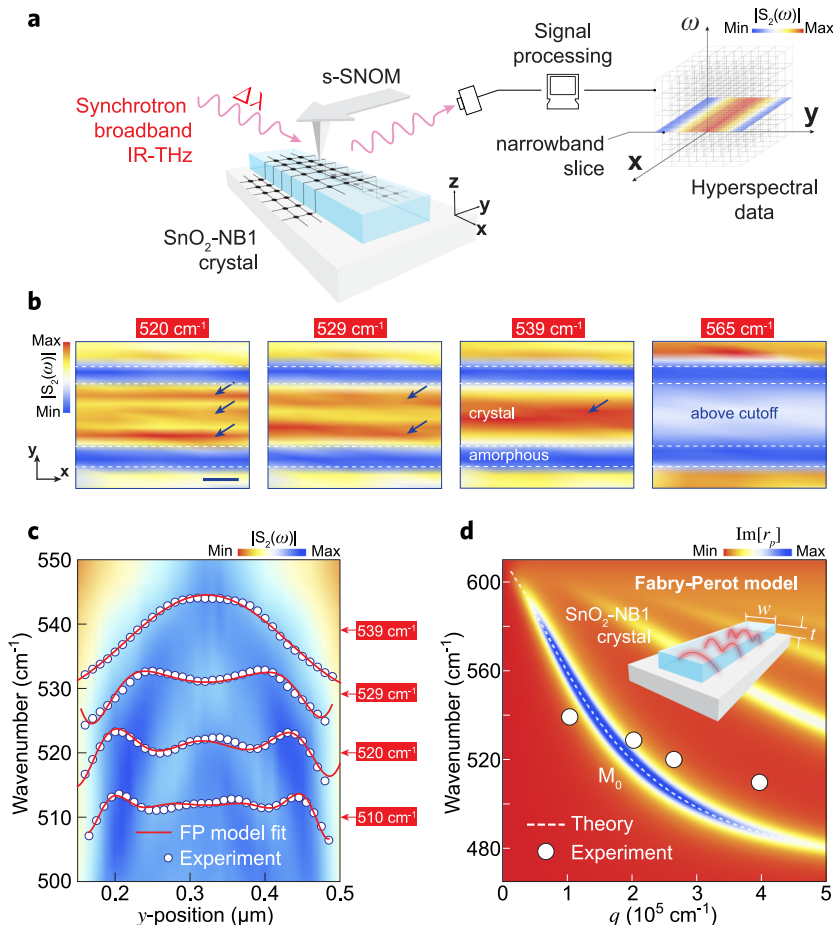 a
Synchrotron
broadband
IR-THz
Δλ
s-SNOM
SnO2-NB1
crystal
z
y
x
Signal
processing
narrowband
slice
|S2(ω)|
Min Max
ω
y
x
Hyperspectral
data
b
520 cm-1
529 cm-1
539 cm-1
565 cm-1
Max
|S2(ω)|
Min
y
x
crystal
amorphous
above cutoff
c
|S2(ω)|
Min Max
550
540
530
520
510
500
Wavenumber (cm-1)
539 cm-1
529 cm-1
520 cm-1
510 cm-1
FP model fit
Experiment
0.2 0.3 0.4 0.5
y-position (μm)
d
Im[rp]
Min Max
Fabry-Perot model
SnO2-NB1
crystal
w
t
600
560
520
480
Wavenumber (cm-1)
M0
Theory
Experiment
0 1 2 3 4 5
q (10^5 cm-1)